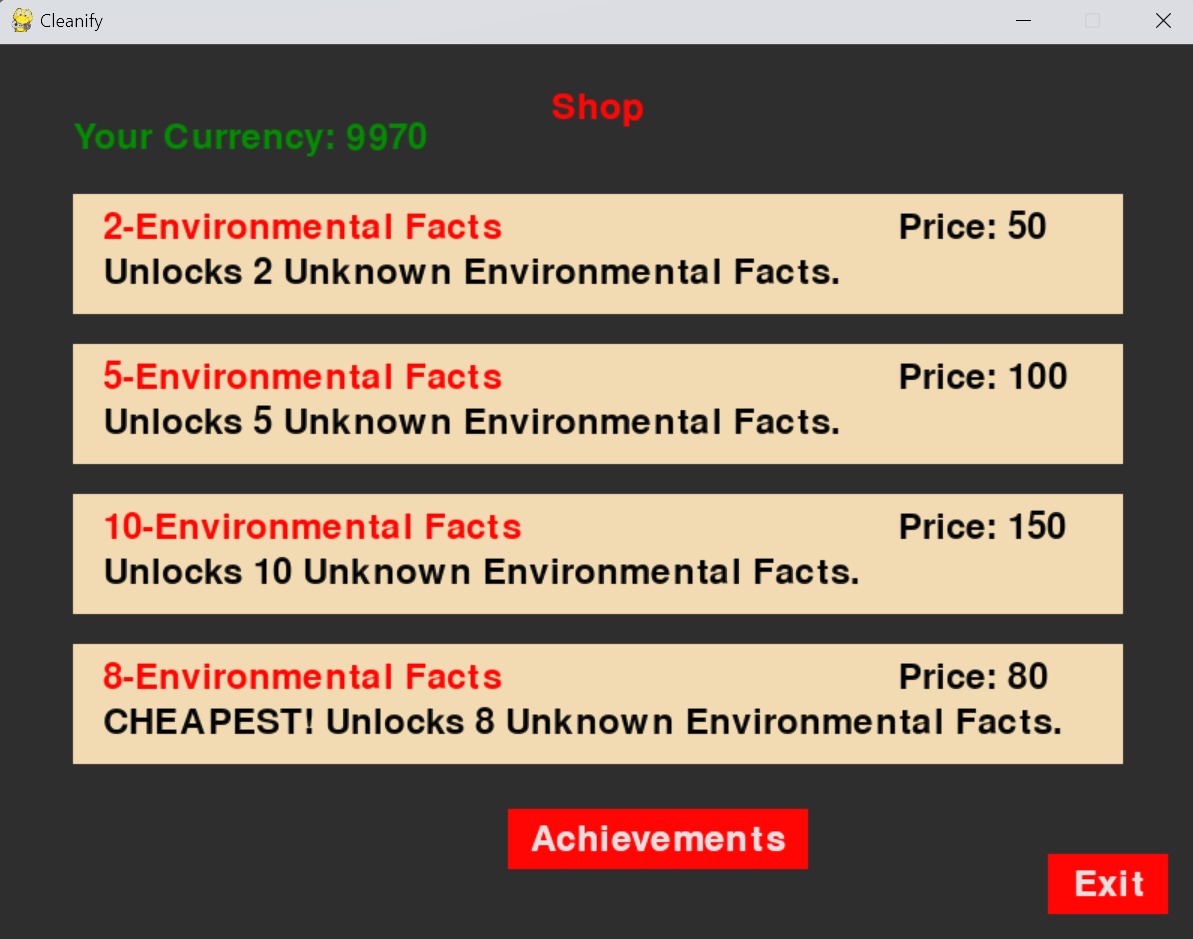 Cleanify
Shop
Your Currency: 9970
2-Environmental Facts Price: 50
Unlocks 2 Unknown Environmental Facts.
5-Environmental Facts Price: 100
Unlocks 5 Unknown Environmental Facts.
10-Environmental Facts Price: 150
Unlocks 10 Unknown Environmental Facts.
8-Environmental Facts Price: 80
CHEAPEST! Unlocks 8 Unknown Environmental Facts.
Achievements
Exit